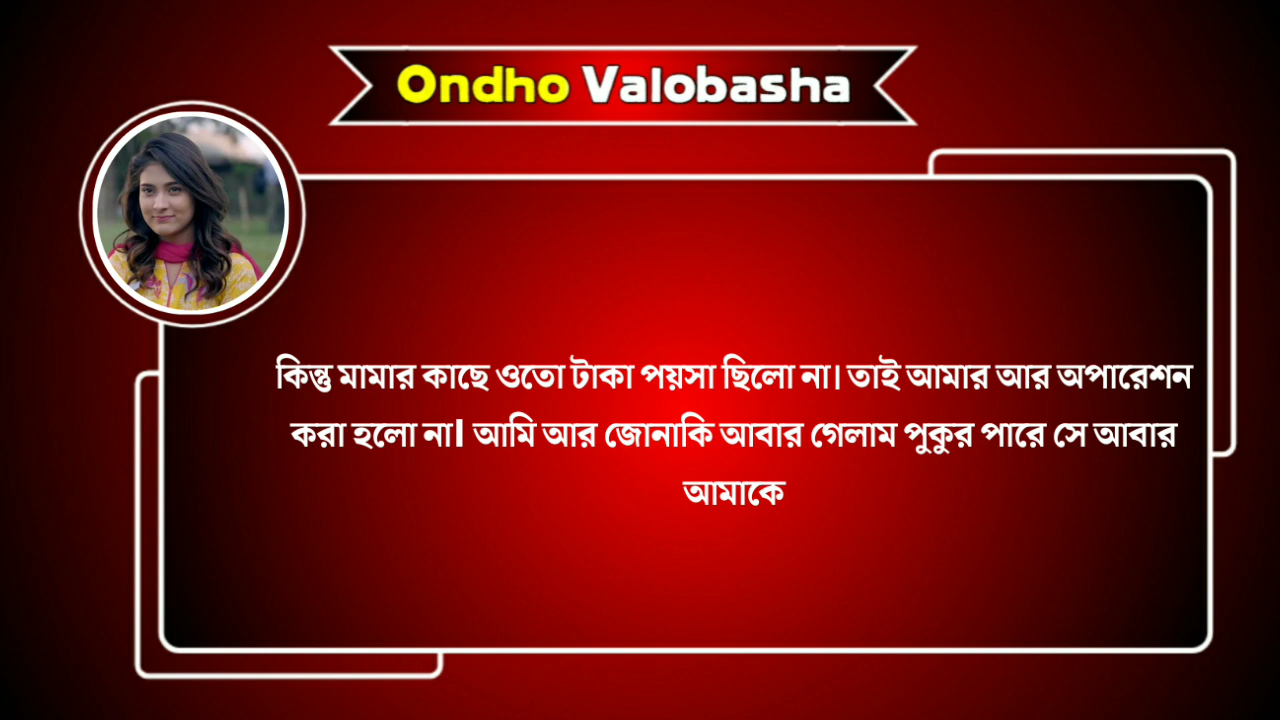 Ondho Valobasha
কিন্তু মামার কাছে ওতো টাকা পয়সা ছিলো না। তাই আমার আর অপারেশন
করা হলো না। আমি আর জোনাকি আবার গেলাম পুকুর পারে সে আবার
আমাকে